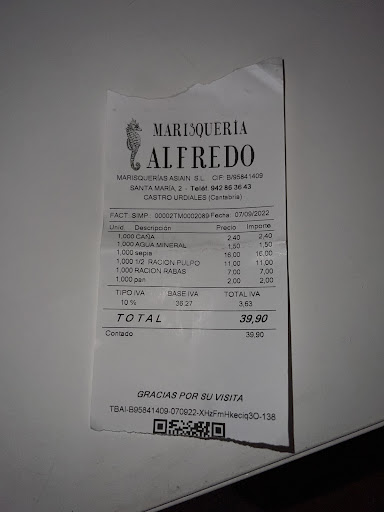 MARISQUERÍA
ALFREDO
MARISQUERÍAS ASIAIN S.L CIF: B/95841409
SANTA MARIA, 2 - Teléf. 942 85 36 43
CASTRO URDIALES (Cantabria)
FACT. SIMP. 00002TM0002089 Fecha 07/09/2022
Unid. Descripción Precio Importe
1,000 CAÑA 2,40 2,40
1,000 AGUA MINERAL 1,50 1,50
1,000 sepia 16,00 16,00
1,000 1/2 RACION PULPO 11,00 11,00
1,000 RACION RABAS 7,00 7,00
1,000 pan 2,00 2,00
TIPO IVA BASE IVA TOTAL IVA
10 % 36,27 3,63
TOTAL 39,90
Contado 39,90
GRACIAS POR SU VISITA
TBAI-B95841409-070922-XHzFmHkeciq3O-138